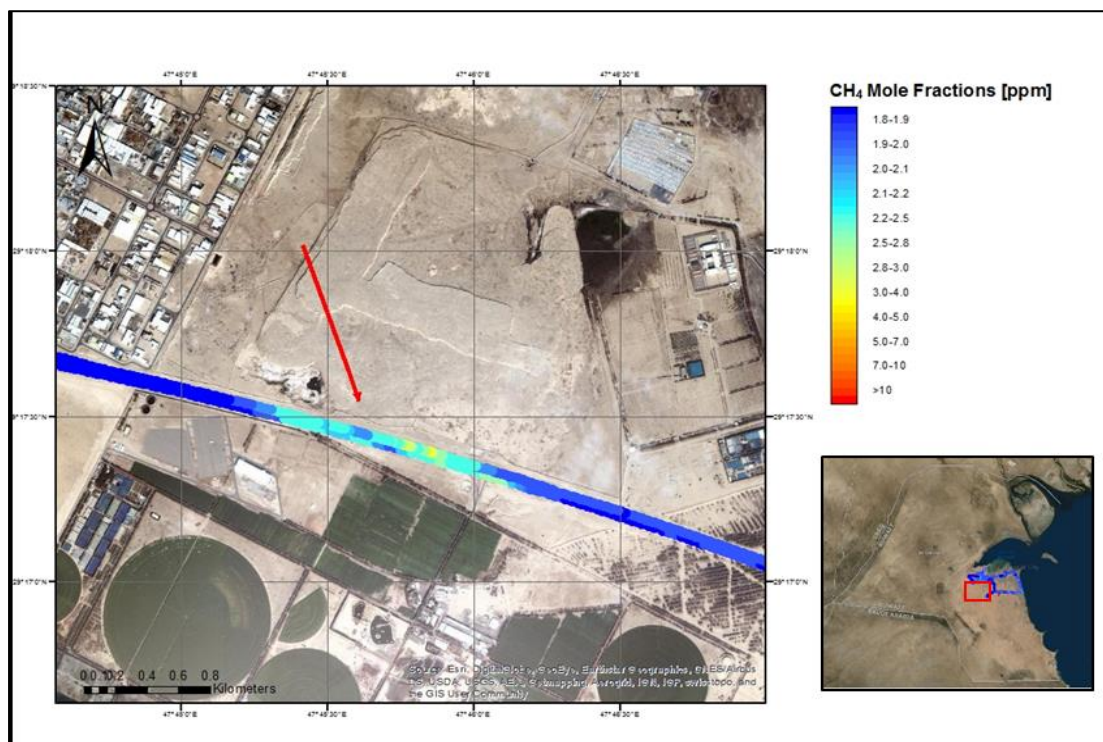 47°45'0"E 47°45'30"E 47°46'0"E 47°46'30"E
9°18'30"N
N
29°18'0"N 29°18'0"N
29°17'30"N 29°17'30"N
29°17'0"N 29°17'0"N
0 0.1 0.2 0.4 0.6 0.8
Kilometers
Esri, DigitalGlobe, GeoEye, Earthstar Geographics, CNES/Airbus
DS, USDA, USGS, AEX, Getmapping, Aerogrid, IGN, IGP, swisstopo, and
the GIS User Community
47°45'0"E 47°45'30"E 47°46'0"E 47°46'30"E
CH₄ Mole Fractions [ppm]
1.8-1.9
1.9-2.0
2.0-2.1
2.1-2.2
2.2-2.5
2.5-2.8
2.8-3.0
3.0-4.0
4.0-5.0
5.0-7.0
7.0-10
>10
SAUDI ARABIA